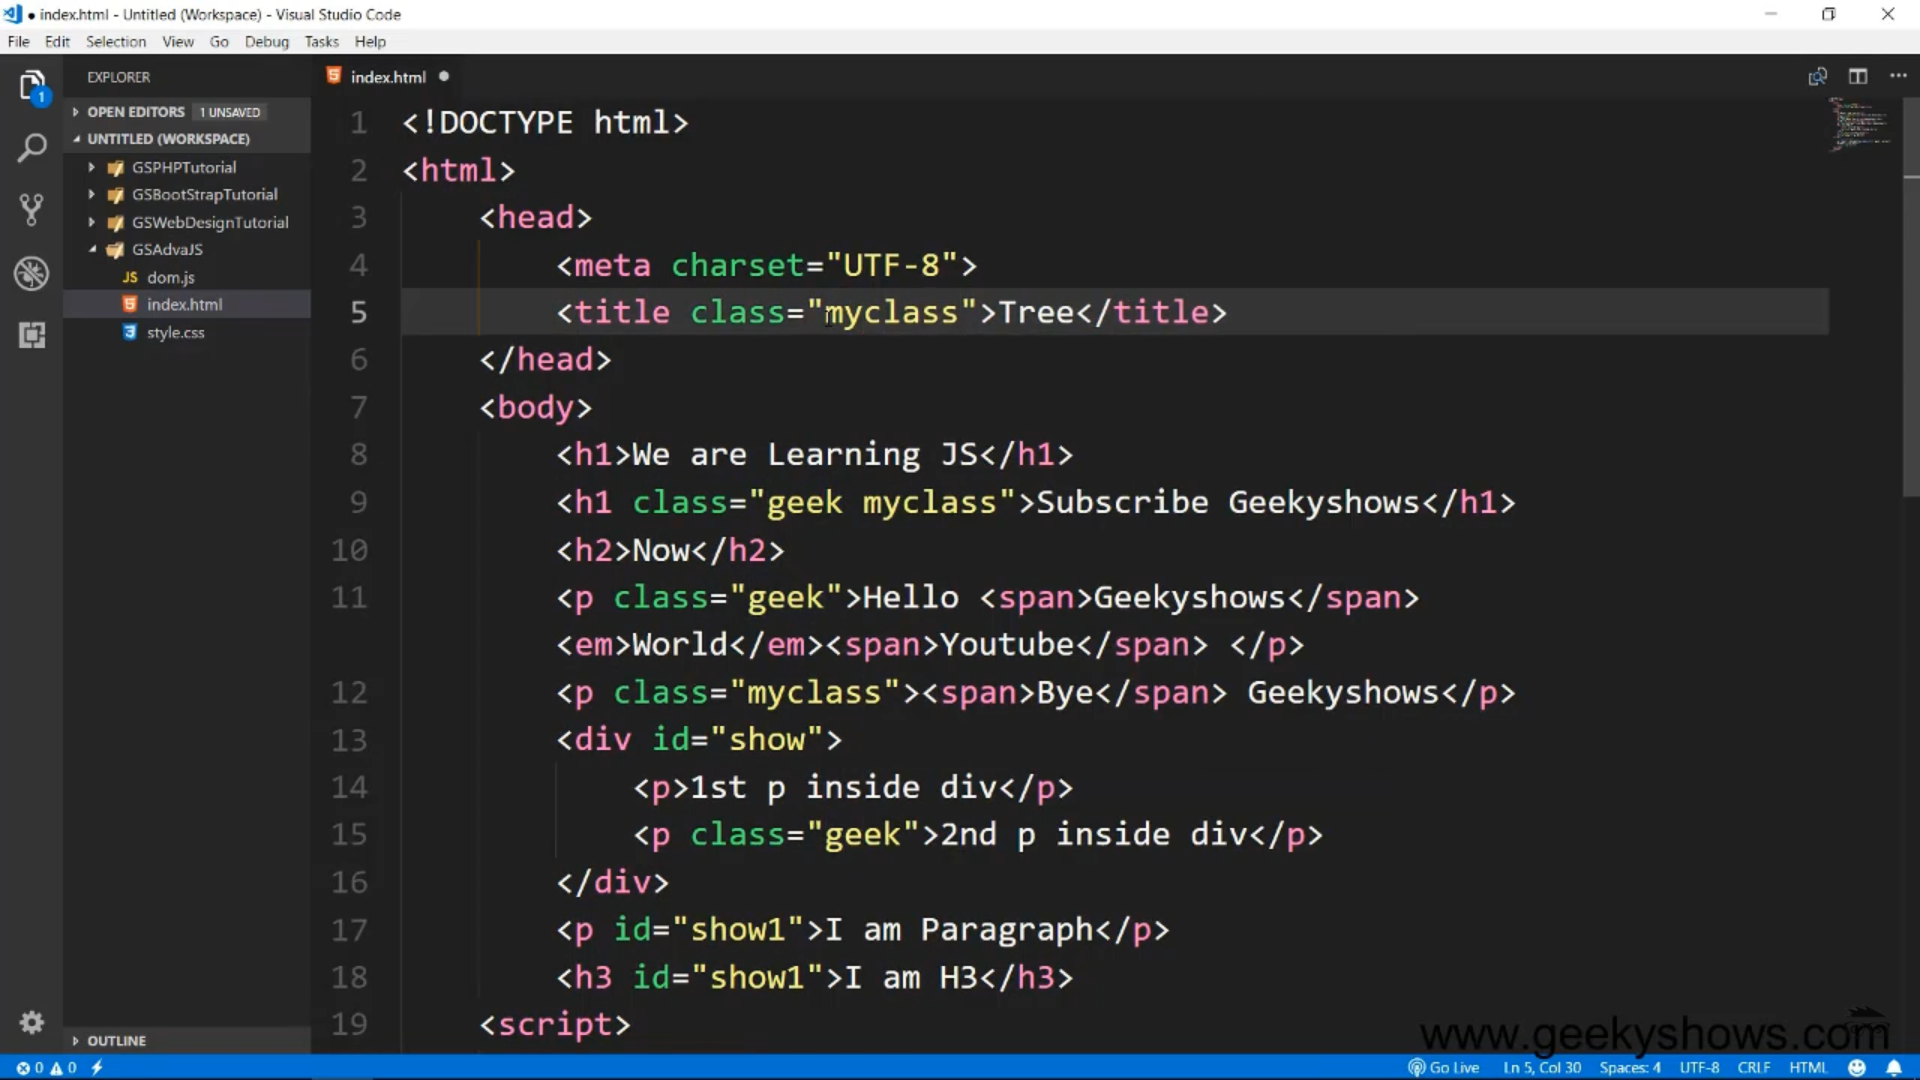 ● index.html - Untitled (Workspace) - Visual Studio Code
File Edit Selection View Go Debug Tasks Help
1
EXPLORER
OPEN EDITORS 1 UNSAVED
UNTITLED (WORKSPACE)
GSPHPTutorial
GSBootStrapTutorial
GSWebDesignTutorial
GSAdvaJS
JS dom.js
index.html
style.css
OUTLINE
index.html
1 <!DOCTYPE html>
2 <html>
3 <head>
4 <meta charset="UTF-8">
5 <title class="myclass">Tree</title>
6 </head>
7 <body>
8 <h1>We are Learning JS</h1>
9 <h1 class="geek myclass">Subscribe Geekyshows</h1>
10 <h2>Now</h2>
11 <p class="geek">Hello <span>Geekyshows</span>
<em>World</em><span>Youtube</span> </p>
12 <p class="myclass"><span>Bye</span> Geekyshows</p>
13 <div id="show">
14 <p>1st p inside div</p>
15 <p class="geek">2nd p inside div</p>
16 </div>
17 <p id="show1">I am Paragraph</p>
18 <h3 id="show1">I am H3</h3>
19 <script>
www.geekyshows.com
0 0 Go Live Ln 5, Col 30 Spaces: 4 UTF-8 CRLF HTML